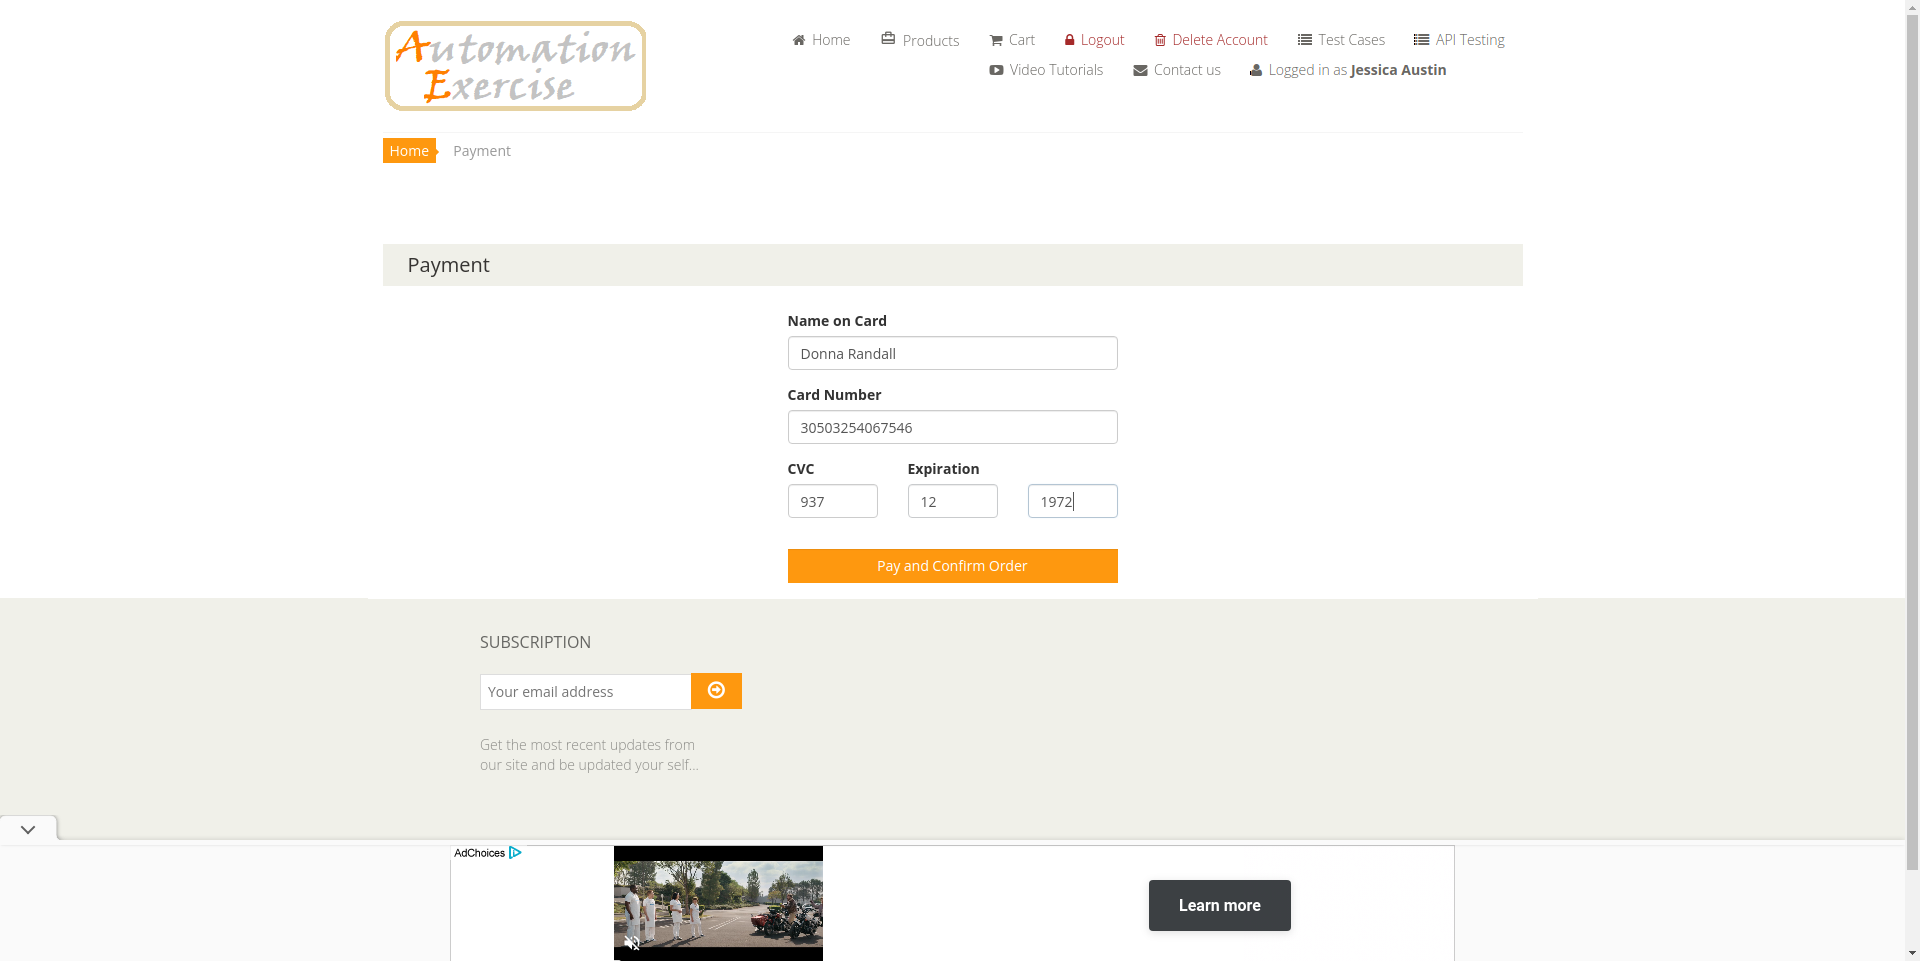 Automation
Exercise
Home
Products
Cart
Logout
Delete Account
Test Cases
API Testing
Video Tutorials
Contact us
Logged in as Jessica Austin
Home
Payment
Payment
Name on Card
Donna Randall
Card Number
30503254067546
CVC
Expiration
937
12
1972
Pay and Confirm Order
SUBSCRIPTION
Your email address
Get the most recent updates from
our site and be updated your self...
AdChoices
Learn more